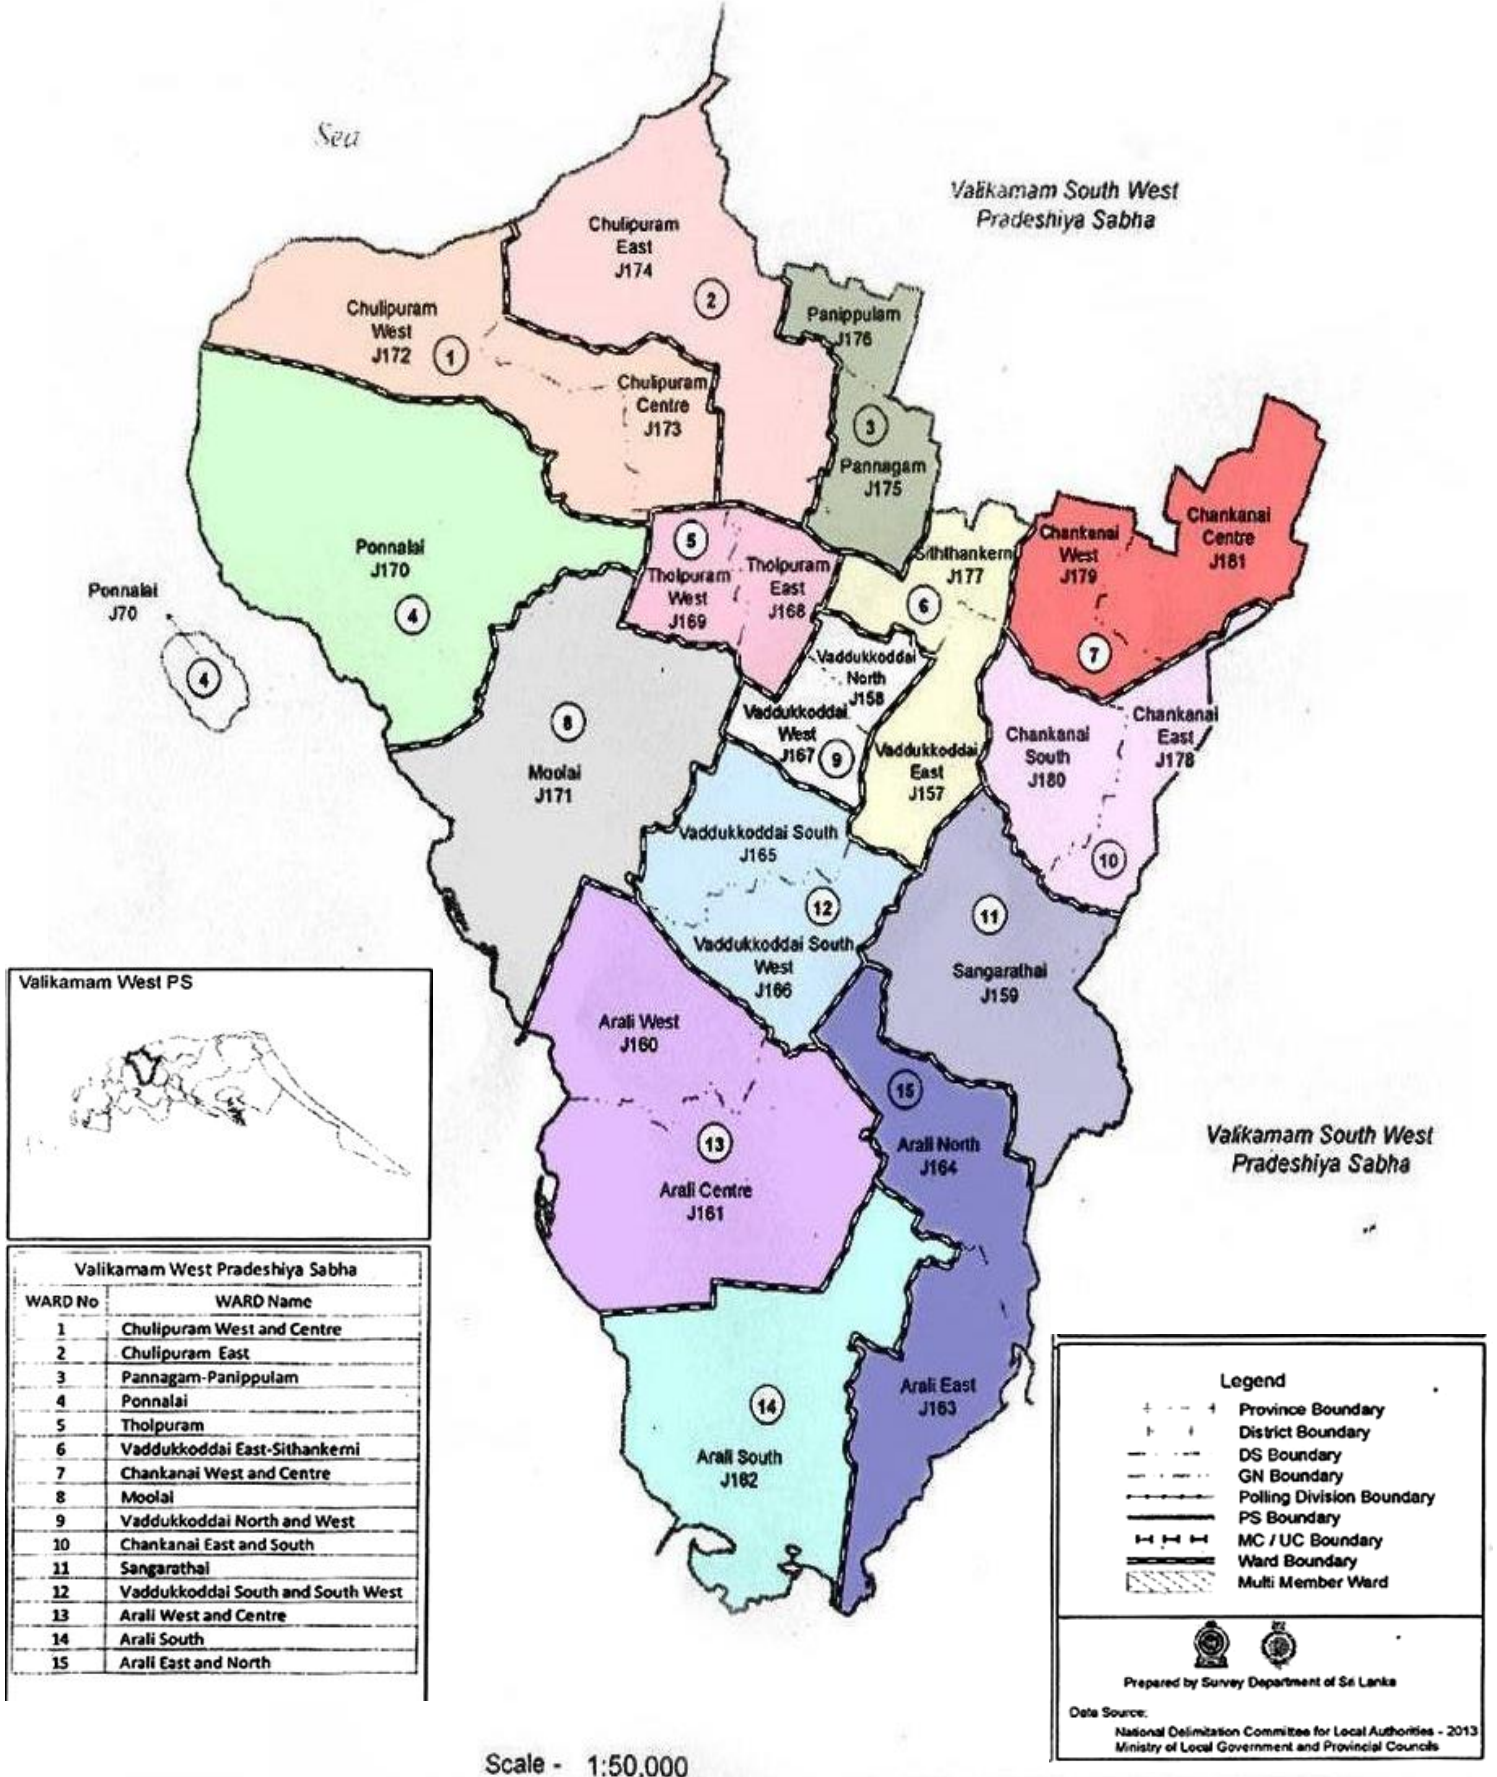 Sea
Valikamam South West
Pradeshiya Sabha
Chulipuram
East
J174
2
Panippulam
J176
Chulipuram
West
J172
1
Chulipuram
Centre
J173
3
Pannagam
J175
Chankanai
Centre
J181
Chankanai
West
J179
7
5
Tholpuram
West
J169
Tholpuram
East
J168
Siththankern
J177
6
Ponnalai
J170
4
Ponnalai
J70
4
Vaddukkoddai
North
J158
Vaddukkoddai
West
J167
9
Vaddukkoddai
East
J157
Chankanai
South
J180
Chankanai
East
J178
10
8
Moolai
J171
Vaddukkoddai South
J165
12
Vaddukkoddai South
West
J166
11
Sangarathai
J159
Arali West
J160
15
Arali North
J164
13
Arali Centre
J161
Valikamam South West
Pradeshiya Sabha
Arali East
J163
14
Arali South
J162
Valikamam West PS
Valikamam West Pradeshiya Sabha
WARD No WARD Name
1 Chulipuram West and Centre
2 Chulipuram East
3 Pannagam-Panippulam
4 Ponnalai
5 Tholpuram
6 Vaddukkoddai East-Sithankerni
7 Chankanai West and Centre
8 Moolai
9 Vaddukkoddai North and West
10 Chankanai East and South
11 Sangarathai
12 Vaddukkoddai South and South West
13 Arali West and Centre
14 Arali South
15 Arali East and North
Legend
Province Boundary
District Boundary
DS Boundary
GN Boundary
Polling Division Boundary
PS Boundary
MC / UC Boundary
Ward Boundary
Multi Member Ward
Prepared by Survey Department of Sri Lanka
Data Source:
National Delimitation Committee for Local Authorities - 2013
Ministry of Local Government and Provincial Councils
Scale - 1:50,000